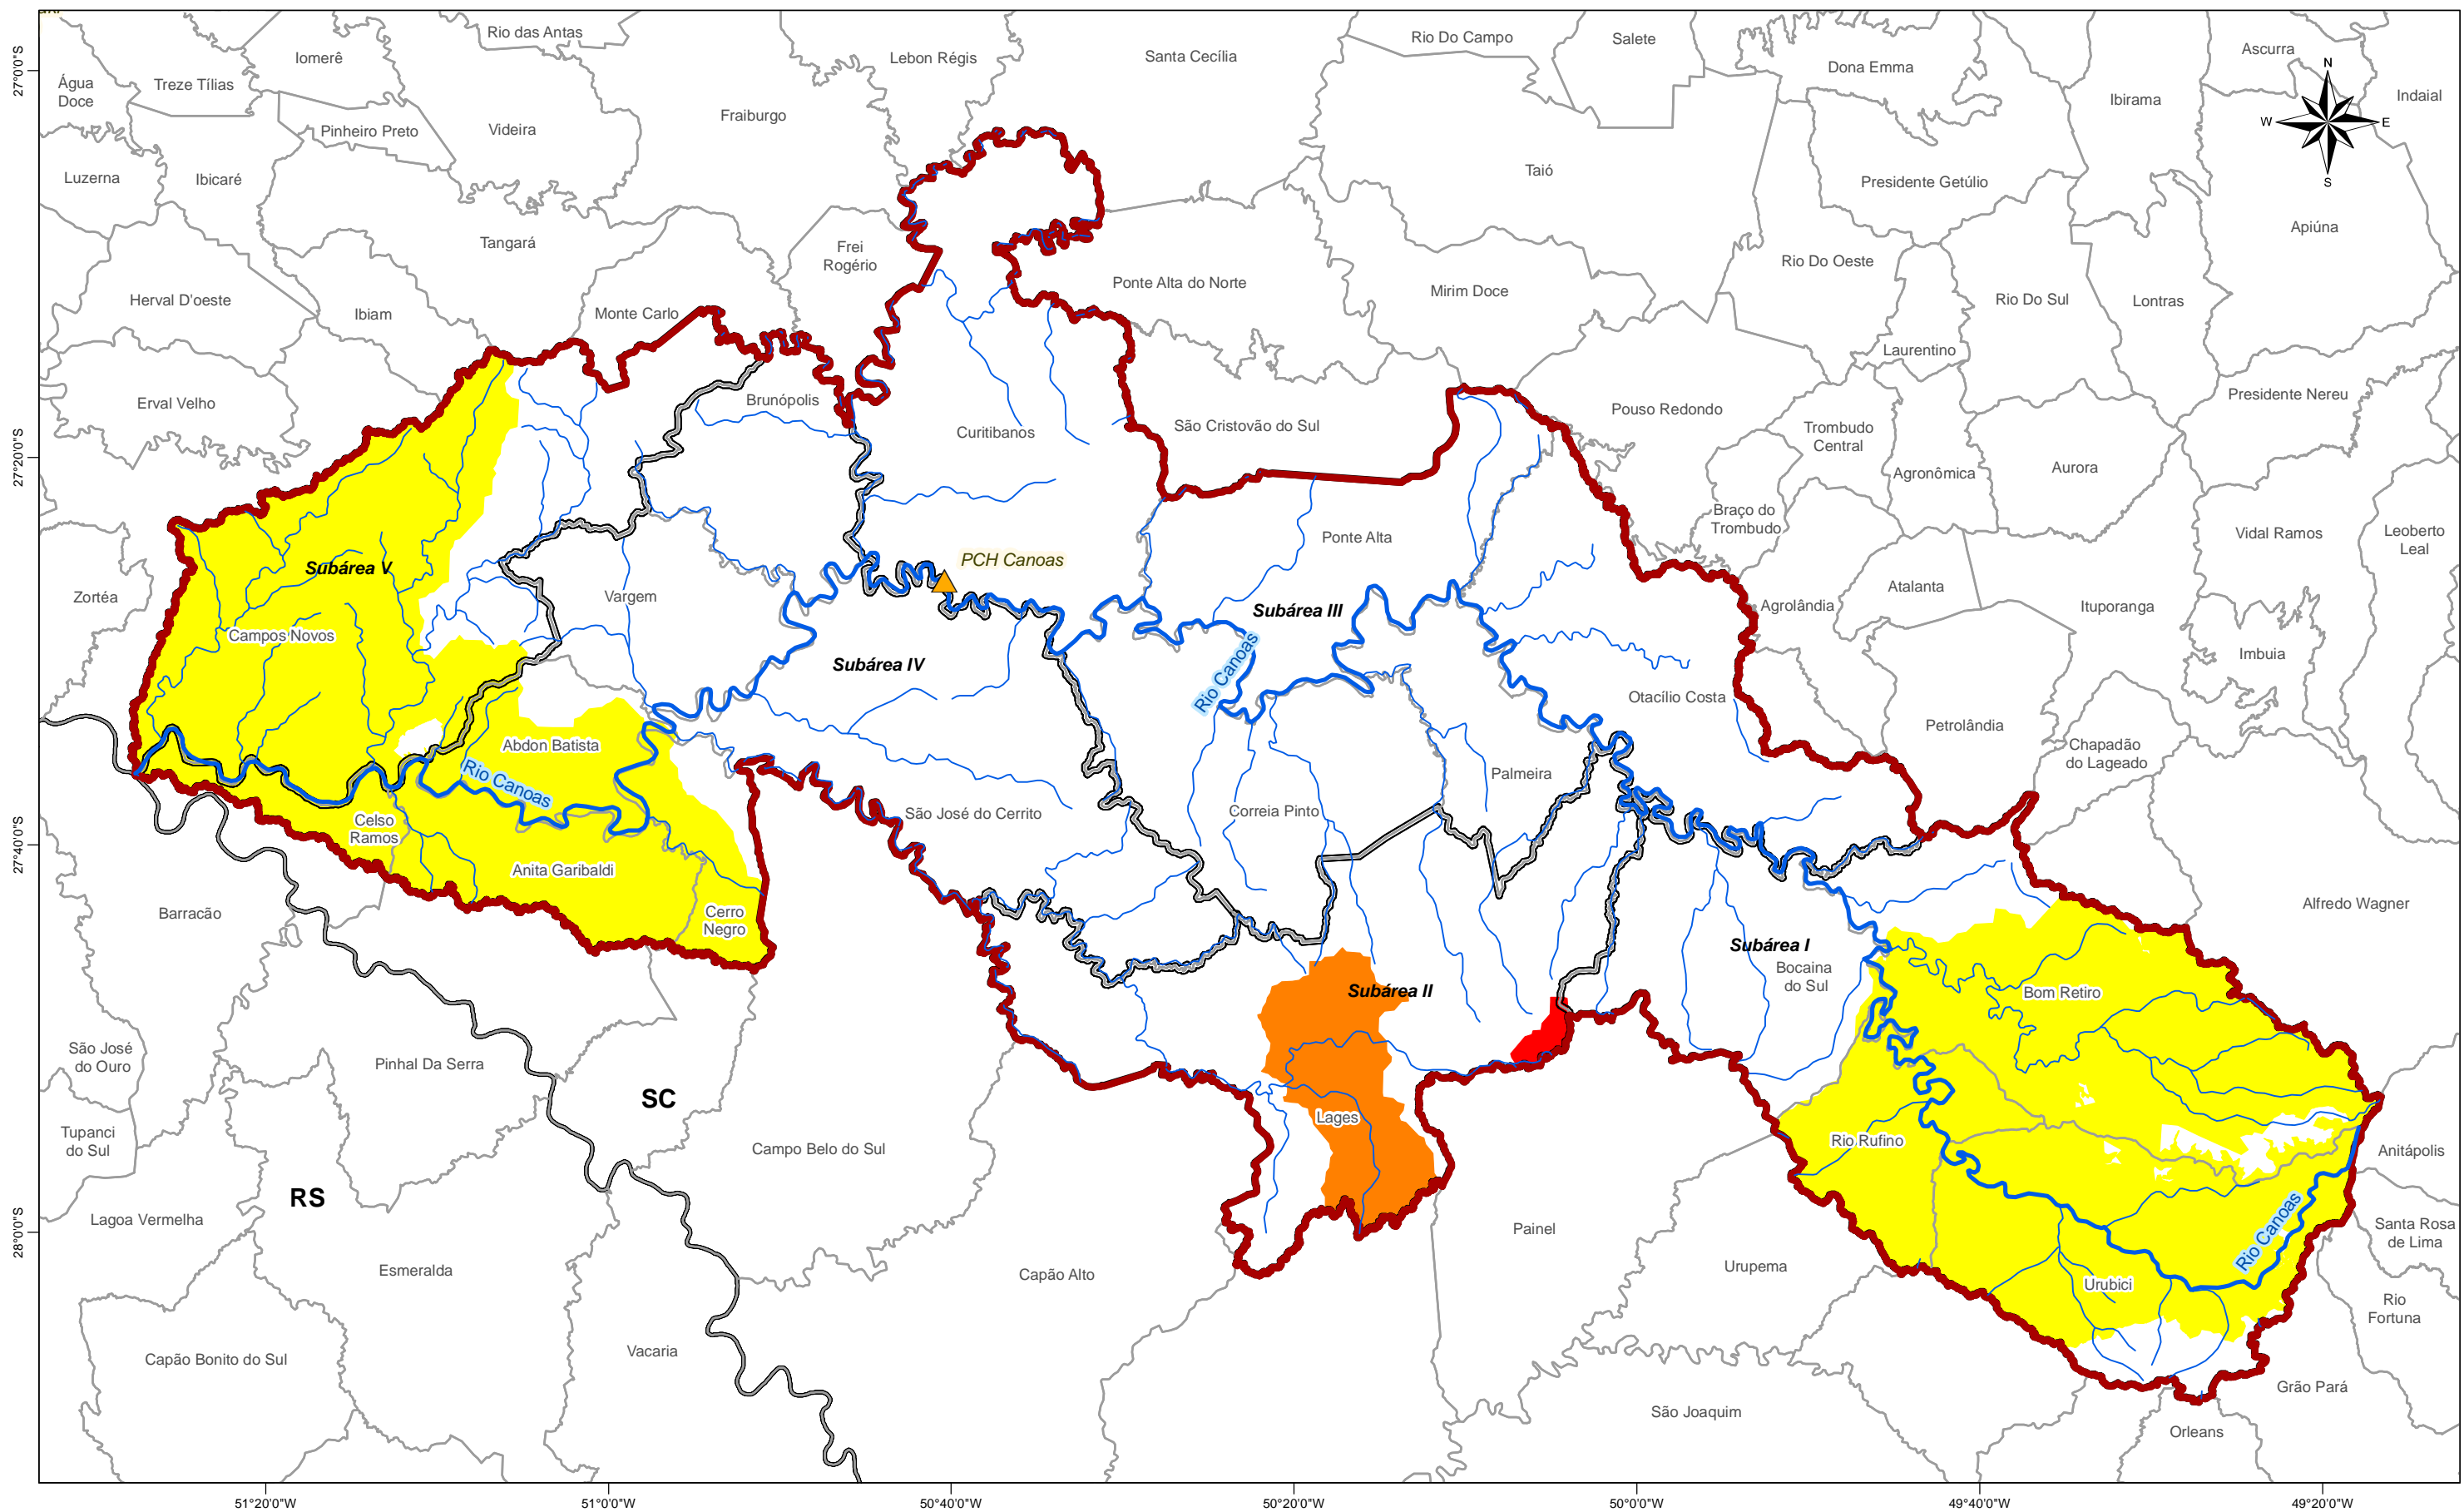 Rio das Antas
Iomerê
Lebon Régis
Santa Cecília
Rio Do Campo
Salete
Dona Emma
Ascurra
N
27°0'0"S
Água
Doce
Treze Tílias
Pinheiro Preto
Videira
Fraiburgo
Ibirama
Indaial
W
E
S
Luzerna
Ibicaré
Taió
Presidente Getúlio
Apiúna
Tangará
Frei
Rogério
Ponte Alta do Norte
Mirim Doce
Rio Do Oeste
Rio Do Sul
Lontras
Herval D'oeste
Ibiam
Monte Carlo
Laurentino
Erval Velho
Brunópolis
Curitibanos
São Cristovão do Sul
Pouso Redondo
Trombudo
Central
Presidente Nereu
27°20'0"S
Agronômica
Aurora
Braço do
Trombudo
Vidal Ramos
Leoberto
Leal
Ponte Alta
PCH Canoas
Subárea V
Zortéa
Vargem
Subárea III
Agrolândia
Atalanta
Ituporanga
Campos Novos
Subárea IV
Rio Canoas
Imbuia
Otacílio Costa
Petrolândia
Abdon Batista
Chapadão
do Lageado
Rio Canoas
Palmeira
São José do Cerrito
Correia Pinto
Celso
Ramos
27°40'0"S
Anita Garibaldi
Barracão
Cerro
Negro
Alfredo Wagner
Subárea I
Bocaina
do Sul
Subárea II
Bom Retiro
São José
do Ouro
Pinhal Da Serra
SC
Lages
Tupanci
do Sul
Campo Belo do Sul
Rio Rufino
Anitápolis
RS
Lagoa Vermelha
Painel
Rio Canoas
Santa Rosa
de Lima
28°0'0"S
Esmeralda
Capão Alto
Urupema
Urubici
Rio
Fortuna
Capão Bonito do Sul
Vacaria
Grão Pará
São Joaquim
Orleans
51°20'0"W
51°0'0"W
50°40'0"W
50°20'0"W
50°0'0"W
49°40'0"W
49°20'0"W